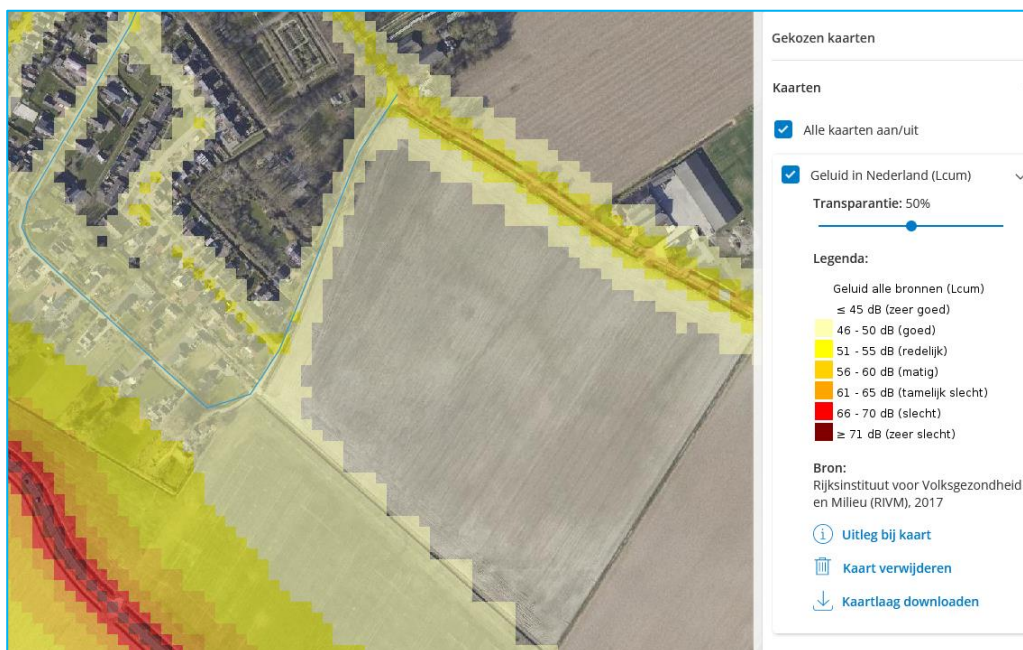 Gekozen kaarten
Kaarten
Alle kaarten aan/uit
Geluid in Nederland (Lcum)
Transparantie: 50%
Legenda:
Geluid alle bronnen (Lcum)
≤ 45 dB (zeer goed)
46 - 50 dB (goed)
51 - 55 dB (redelijk)
56 - 60 dB (matig)
61 - 65 dB (tamelijk slecht)
66 - 70 dB (slecht)
≥ 71 dB (zeer slecht)
Bron:
Rijksinstituut voor Volksgezondheid
en Milieu (RIVM), 2017
Uitleg bij kaart
Kaart verwijderen
Kaartlaag downloaden